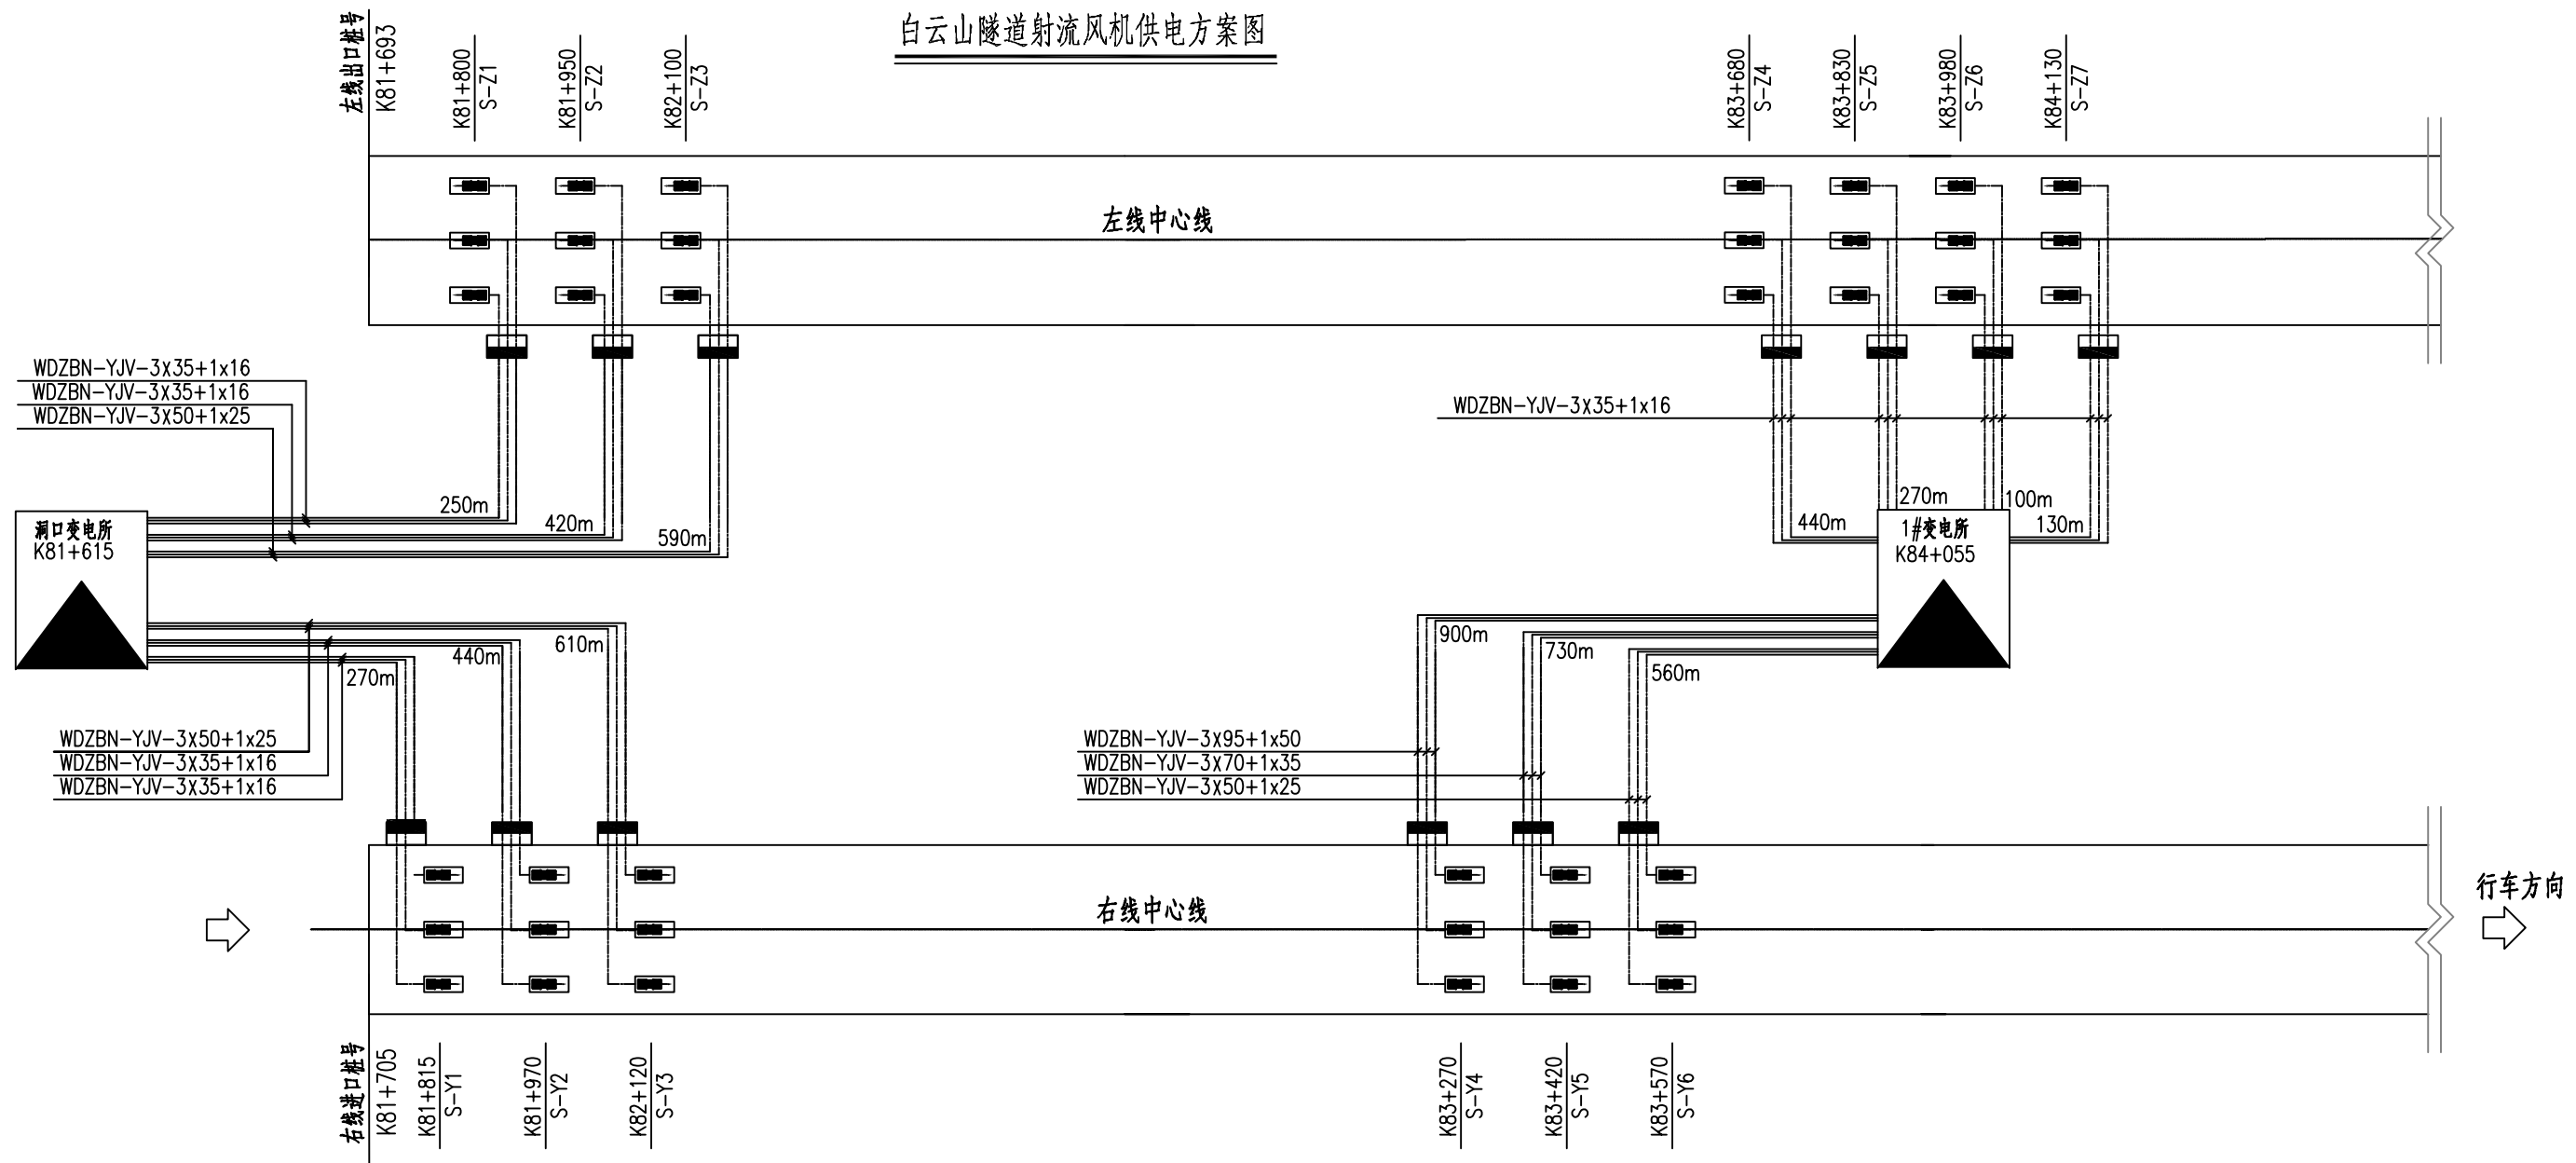 白云山隧道射流风机供电方案图
左线出口桩号
K81+693
K81+800
S-Z1
K81+950
S-Z2
K82+100
S-Z3
K83+680
S-Z4
K83+830
S-Z5
K83+980
S-Z6
K84+130
S-Z7
左线中心线
WDZBN-YJV-3X35+1x16
WDZBN-YJV-3X35+1x16
WDZBN-YJV-3X50+1x25
WDZBN-YJV-3X35+1x16
250m
420m
590m
洞口变电所
K81+615
440m
270m
100m
130m
1#变电所
K84+055
270m
440m
610m
900m
730m
560m
WDZBN-YJV-3X50+1x25
WDZBN-YJV-3X35+1x16
WDZBN-YJV-3X35+1x16
WDZBN-YJV-3X95+1x50
WDZBN-YJV-3X70+1x35
WDZBN-YJV-3X50+1x25
右线中心线
行车方向
右线进口桩号
K81+705
K81+815
S-Y1
K81+970
S-Y2
K82+120
S-Y3
K83+270
S-Y4
K83+420
S-Y5
K83+570
S-Y6